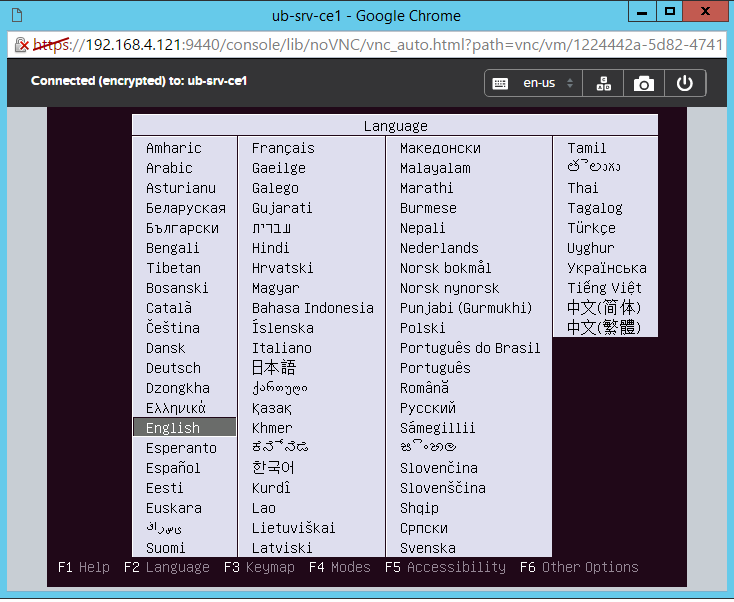 ub-srv-ce1 - Google Chrome
https://192.168.4.121:9440/console/lib/noVNC/vnc_auto.html?path=vnc/vm/1224442a-5d82-4741
Connected (encrypted) to: ub-srv-ce1
en-us
Language
Amharic
Arabic
Asturianu
Беларуская
Български
Bengali
Tibetan
Bosanski
Català
Čeština
Dansk
Deutsch
Dzongkha
Ελληνικά
English
Esperanto
Español
Eesti
Euskara
Suomi
Français
Gaeilge
Galego
Gujarati
עברית
Hindi
Hrvatski
Magyar
Bahasa Indonesia
Íslenska
Italiano
日本語
ქართული
Қазақ
Khmer
한국어
Kurdî
Lao
Lietuviškai
Latviski
Македонски
Malayalam
Marathi
Burmese
Nepali
Nederlands
Norsk bokmål
Norsk nynorsk
Punjabi (Gurmukhi)
Polski
Português do Brasil
Português
Română
Русский
Sámegillii
Slovenčina
Slovenščina
Shqip
Српски
Svenska
Tamil
Thai
Tagalog
Türkçe
Uyghur
Українська
Tiếng Việt
中文(简体)
中文(繁體)
F1 Help F2 Language F3 Keymap F4 Modes F5 Accessibility F6 Other Options